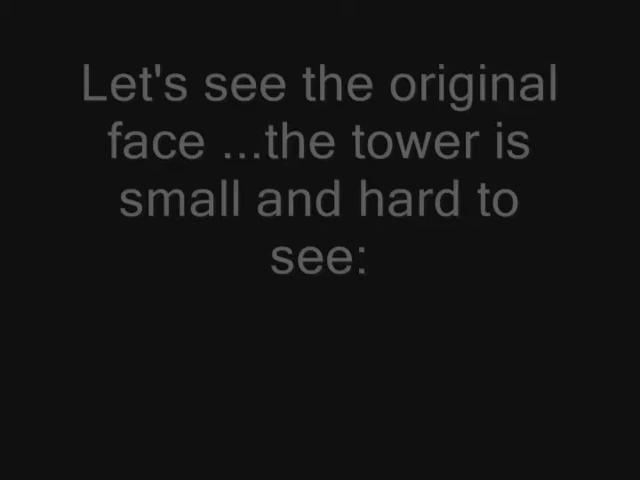 Let's see the original
face ...the tower is
small and hard to
see: